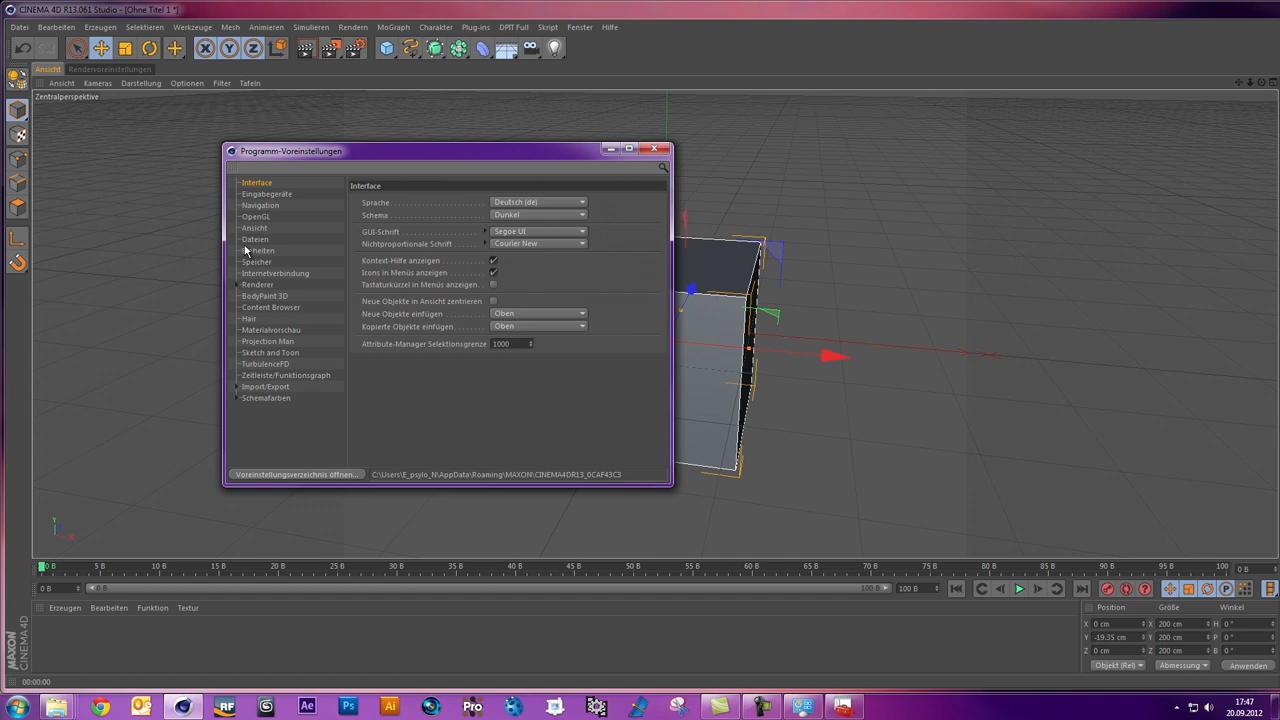 CINEMA 4D R13.061 Studio - [Ohne Titel 1 *]
Datei Bearbeiten Erzeugen Selektieren Werkzeuge Mesh Animieren Simulieren Rendern MoGraph Charakter Plug-ins DPIT Full Skript Fenster Hilfe
Ansicht Rendervoreinstellungen
Ansicht Kameras Darstellung Optionen Filter Tafeln
Zentralperspektive
Programm-Voreinstellungen
Interface
Eingabegeräte
Navigation
OpenGL
Ansicht
Dateien
heiten
Speicher
Internetverbindung
Renderer
BodyPaint 3D
Content Browser
Hair
Materialvorschau
Projection Man
Sketch and Toon
TurbulenceFD
Zeitleiste/Funktionsgraph
Import/Export
Schemafarben
Interface
Sprache Deutsch (de)
Schema Dunkel
GUI-Schrift Segoe UI
Nichtproportionale Schrift Courier New
Kontext-Hilfe anzeigen
Icons in Menüs anzeigen
Tastaturkürzel in Menüs anzeigen
Neue Objekte in Ansicht zentrieren
Neue Objekte einfügen Oben
Kopierte Objekte einfügen Oben
Attribute-Manager Selektionsgrenze 1000
Voreinstellungsverzeichnis öffnen... C:\Users\E_psylo_N\AppData\Roaming\MAXON\CINEMA4DR13_0CAF43C3
Y
X
0 B 5 B 10 B 15 B 20 B 25 B 30 B 35 B 40 B 45 B 50 B 55 B 60 B 65 B 70 B 75 B 80 B 85 B 90 B 95 B 100 0 B
0 B 0 B 100 B 100 B
Erzeugen Bearbeiten Funktion Textur
Position Größe Winkel
X 0 cm X 200 cm H 0 °
Y -19.35 cm Y 200 cm P 0 °
Z 0 cm Z 200 cm B 0 °
Objekt (Rel) Abmessung Anwenden
MAXON CINEMA 4D
00:00:00
RF Ae Ps Ai Pro
17:47
20.09.2012